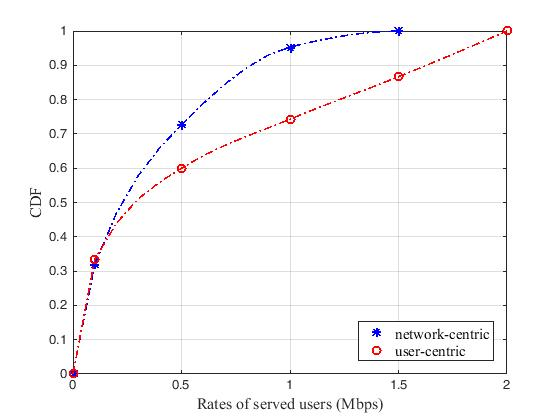 1
0.9
0.8
0.7
0.6
0.5
0.4
0.3
0.2
0.1
0
CDF
network-centric
user-centric
0 0.5 1 1.5 2
Rates of served users (Mbps)